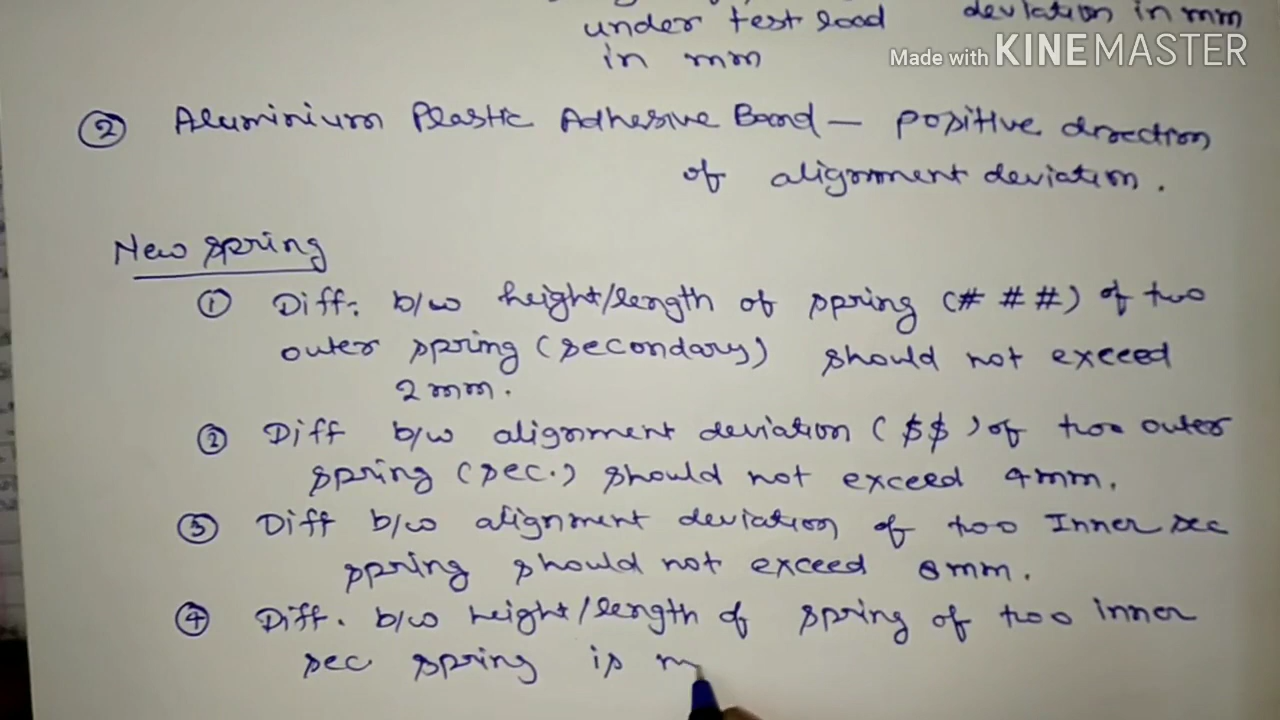 under test load deviation in mm
Made with KINEMASTER
in mm
② Aluminium Plastic Adhesive Board — positive direction
of alignment deviation.
New spring
① Diff: b/w height/length of spring (# # #) of two
outer spring (secondary) should not exceed
2 mm.
② Diff b/w alignment deviation ($$) of two outer
spring (sec.) should not exceed 4mm.
③ Diff b/w alignment deviation of two Inner sec
spring should not exceed 8mm.
④ Diff. b/w height/length of spring of two inner
sec spring is